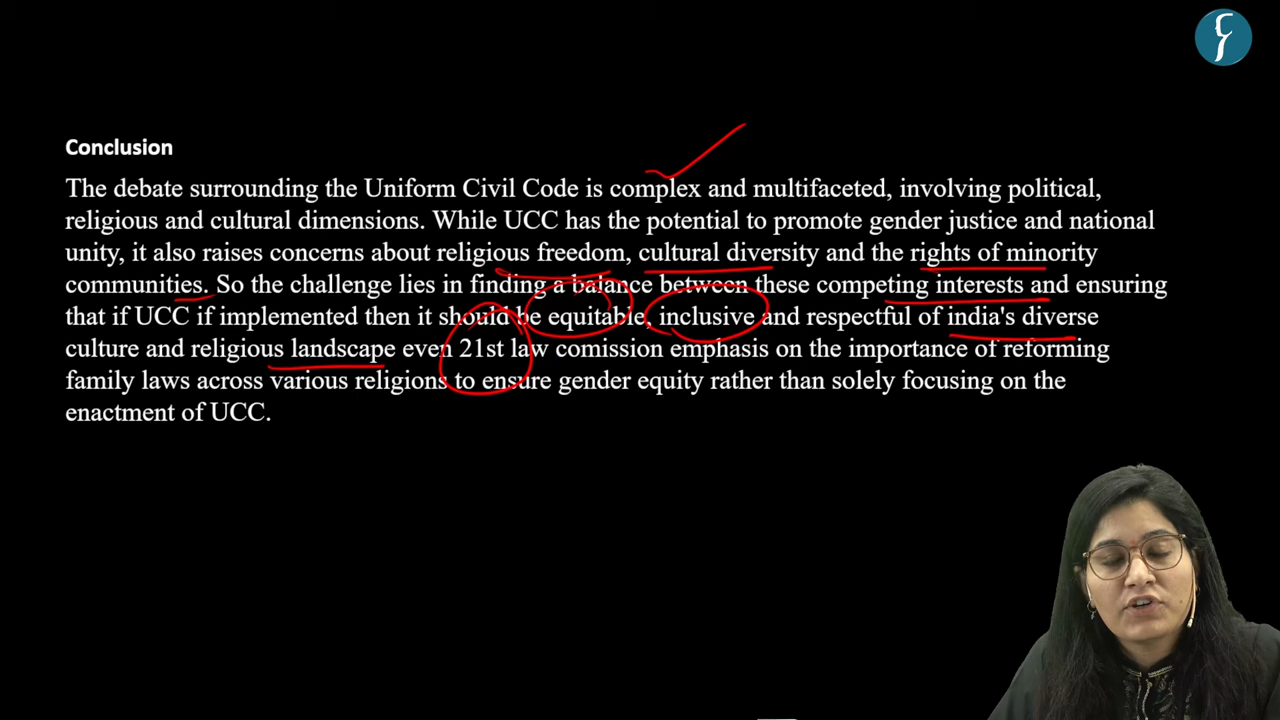 Conclusion
The debate surrounding the Uniform Civil Code is complex and multifaceted, involving political,
religious and cultural dimensions. While UCC has the potential to promote gender justice and national
unity, it also raises concerns about religious freedom, cultural diversity and the rights of minority
communities. So the challenge lies in finding a balance between these competing interests and ensuring
that if UCC if implemented then it should be equitable, inclusive and respectful of india's diverse
culture and religious landscape even 21st law comission emphasis on the importance of reforming
family laws across various religions to ensure gender equity rather than solely focusing on the
enactment of UCC.